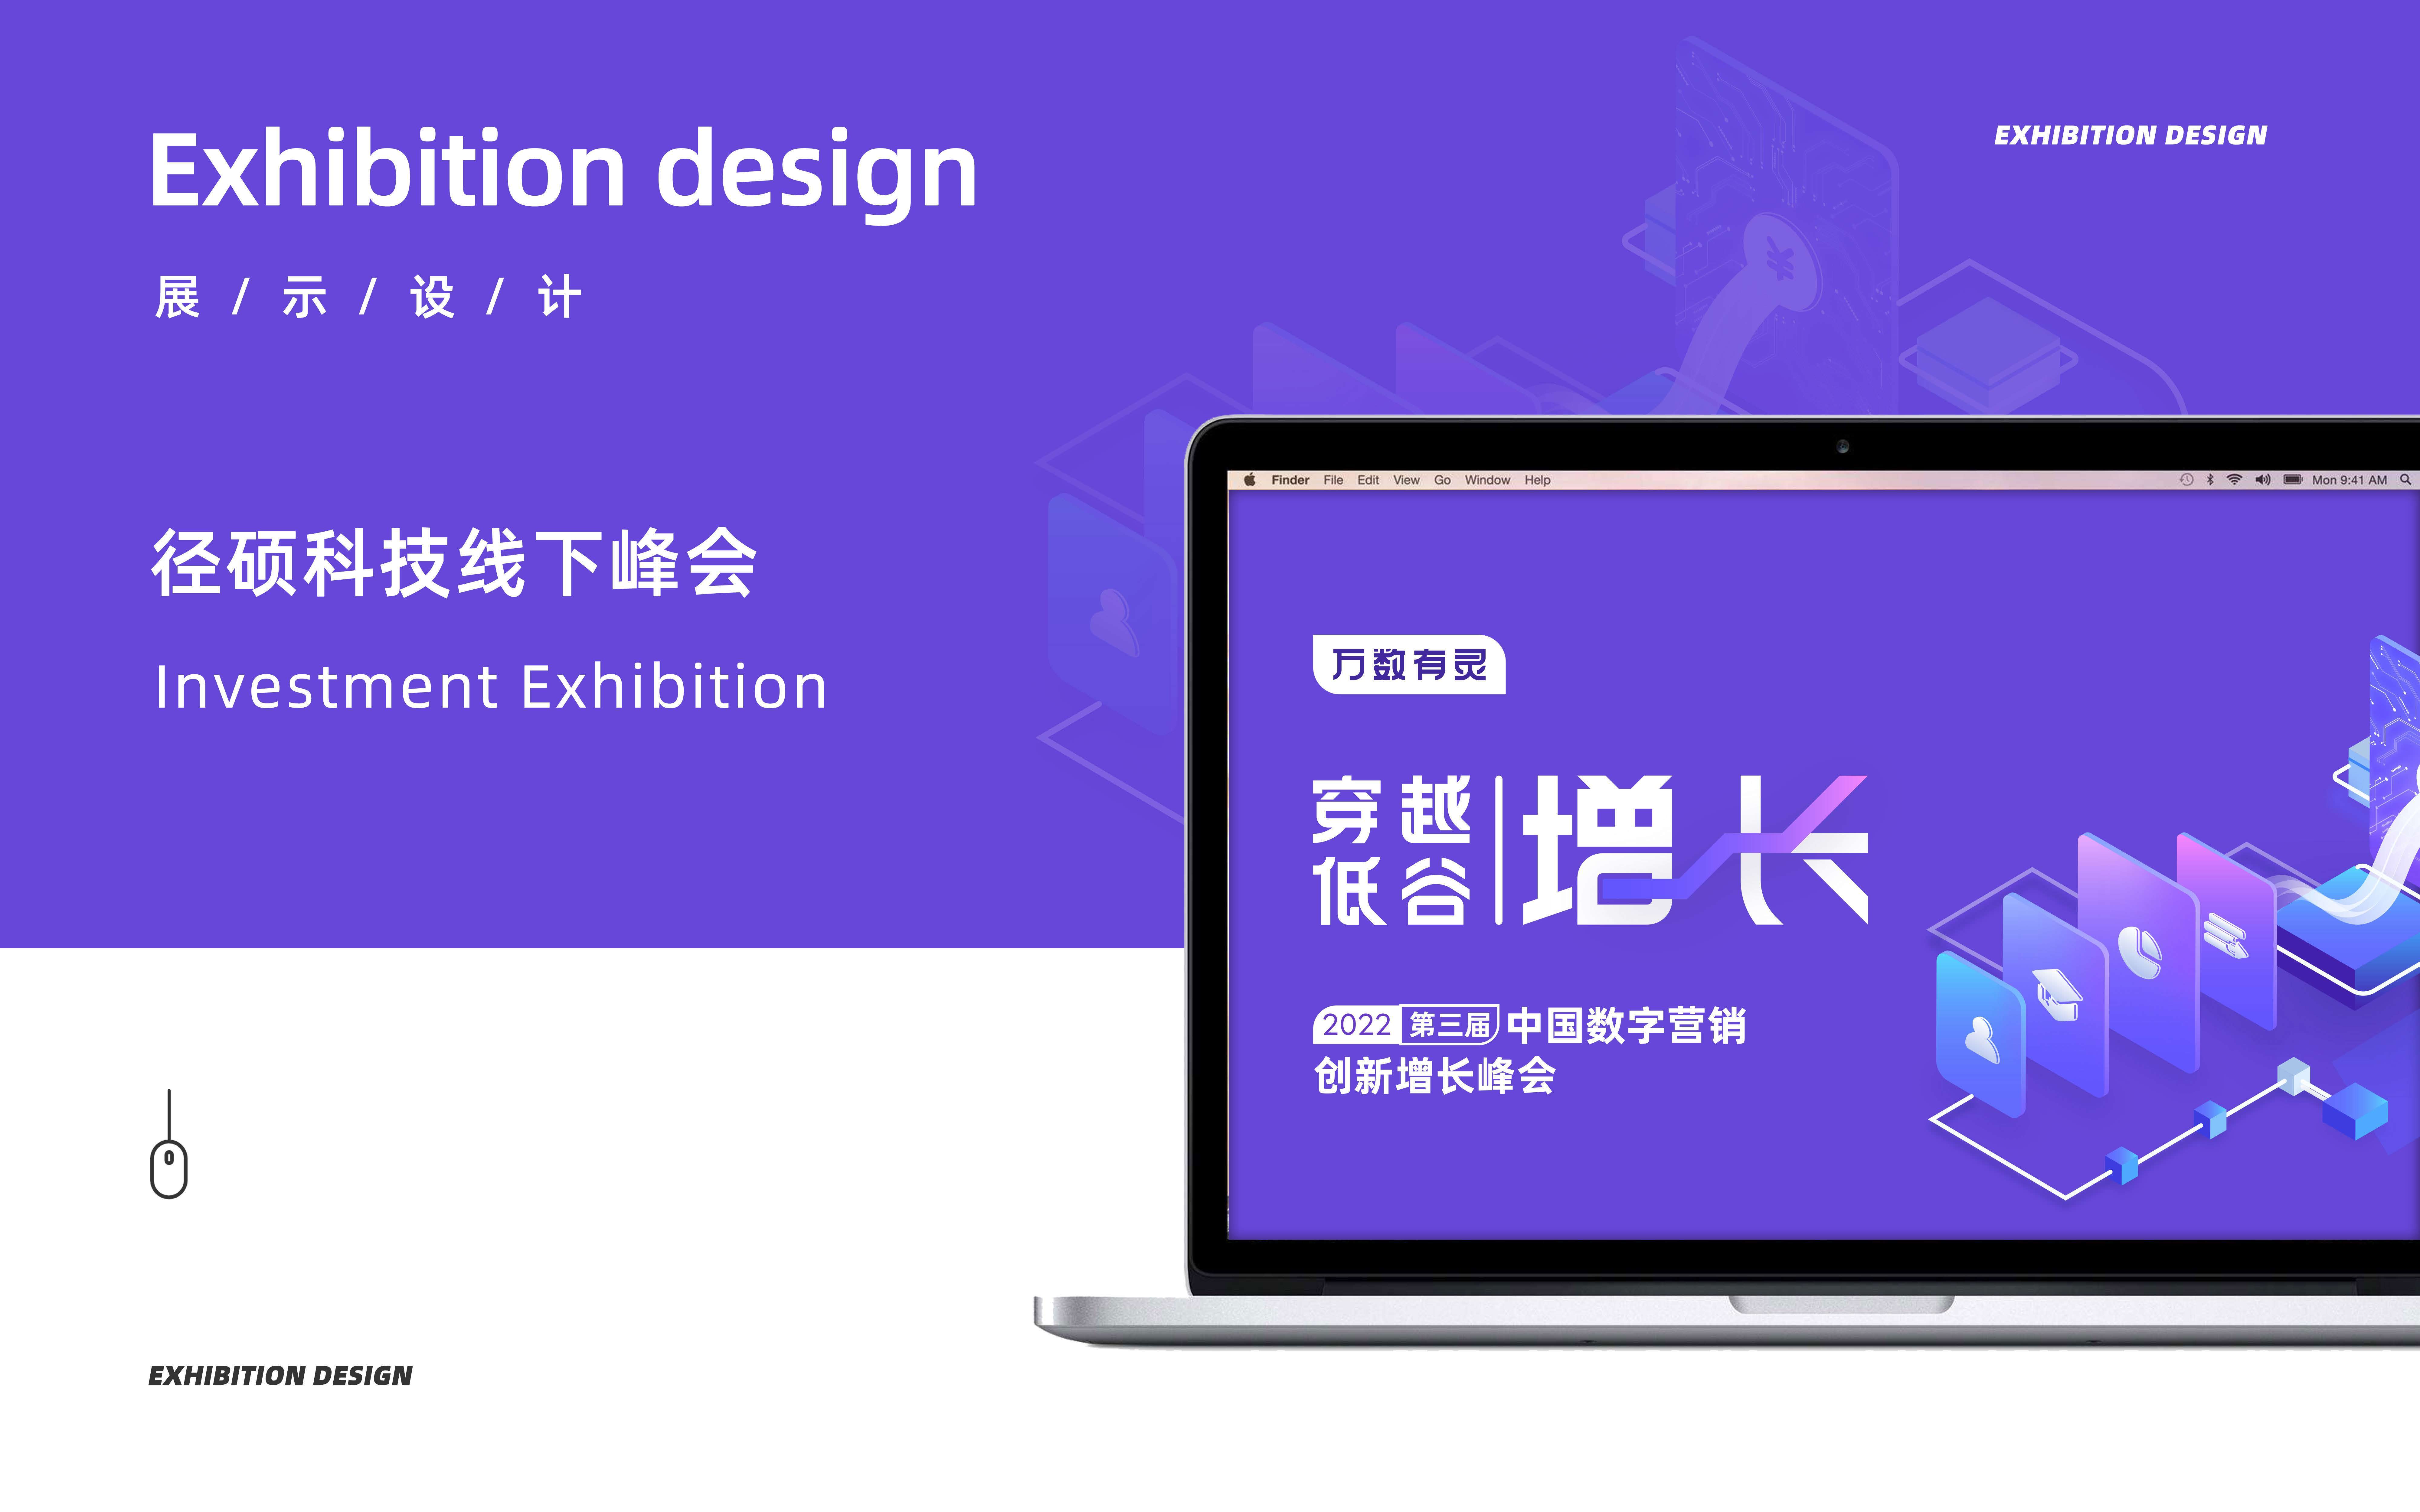 Exhibition design
EXHIBITION DESIGN
展 / 示 / 设 / 计
径硕科技线下峰会
Investment Exhibition
Finder File Edit View Go Window Help
Mon 9:41 AM
万数有灵
穿越
低谷
增长
2022 第三届 中国数字营销
创新增长峰会
¥
EXHIBITION DESIGN